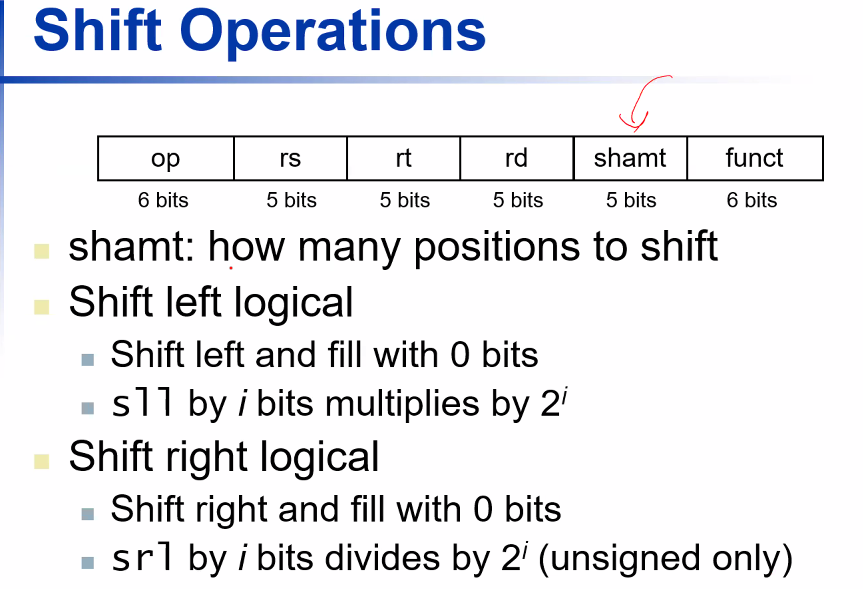 Shift Operations
op rs rt rd shamt funct
6 bits 5 bits 5 bits 5 bits 5 bits 6 bits
shamt: how many positions to shift
Shift left logical
Shift left and fill with 0 bits
sll by i bits multiplies by 2^i
Shift right logical
Shift right and fill with 0 bits
srl by i bits divides by 2^i (unsigned only)